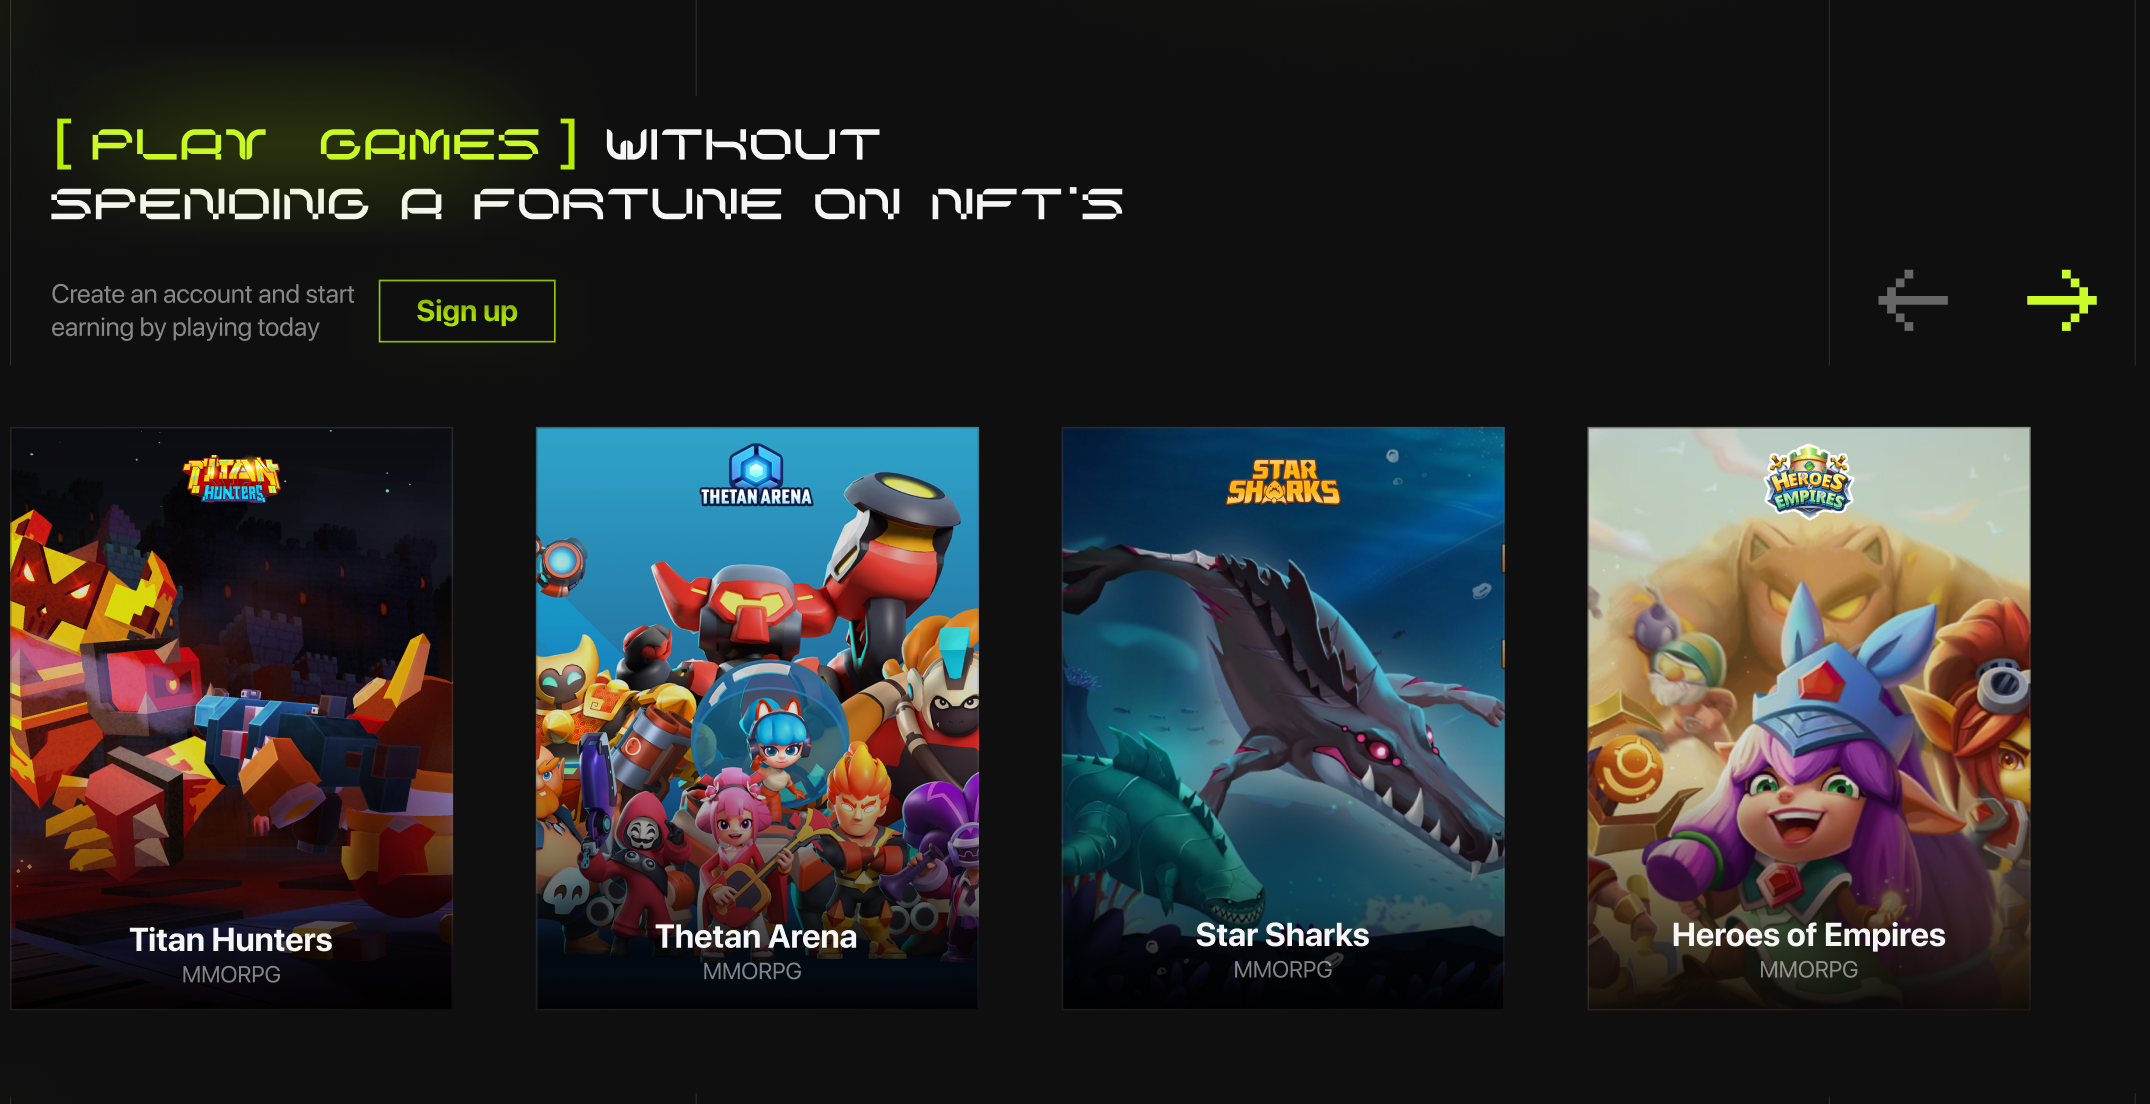 [ PLAY GAMES ] WITHOUT
SPENDING A FORTUNE ON NFT'S
Create an account and start
earning by playing today
Sign up
TITAN
HUNTERS
THETAN ARENA
STAR
SHARKS
HEROES
&
EMPIRES
Titan Hunters
MMORPG
Thetan Arena
MMORPG
Star Sharks
MMORPG
Heroes of Empires
MMORPG